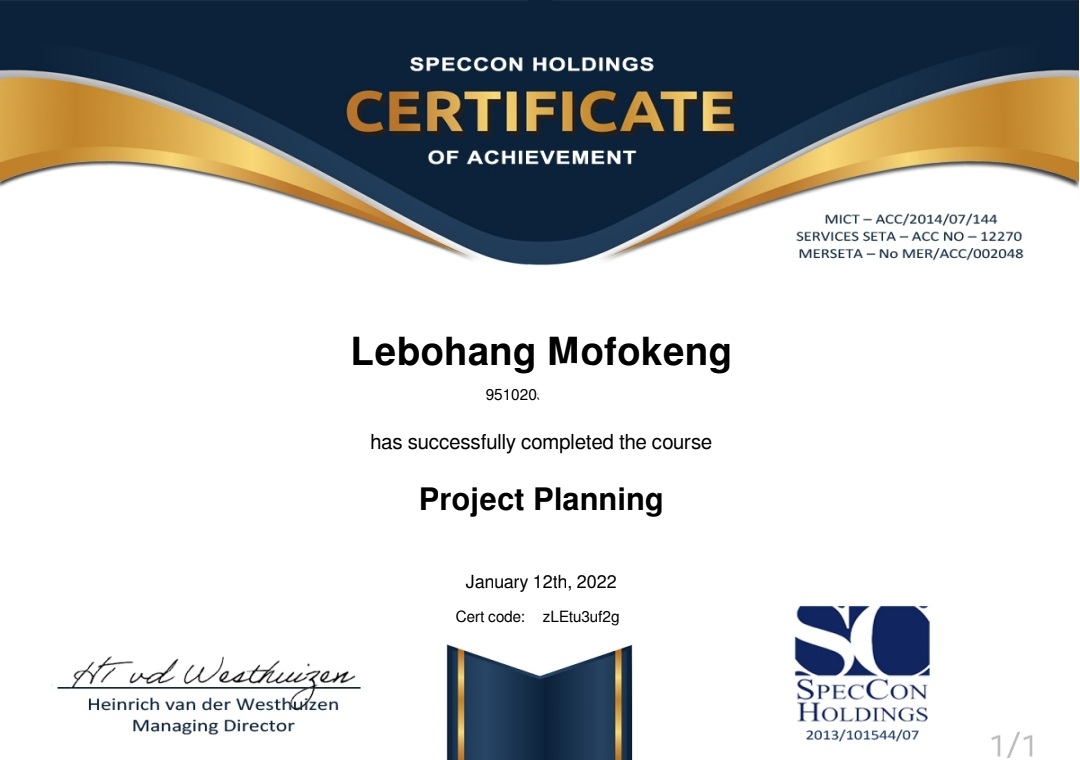 SPECCON HOLDINGS
CERTIFICATE
OF ACHIEVEMENT
MICT – ACC/2014/07/144
SERVICES SETA – ACC NO – 12270
MERSETA – No MER/ACC/002048
Lebohang Mofokeng
951020
has successfully completed the course
Project Planning
January 12th, 2022
Cert code: zLEtu3uf2g
HT vd Westhuizen
Heinrich van der Westhuizen
Managing Director
SC
SPECCON
HOLDINGS
2013/101544/07
1/1